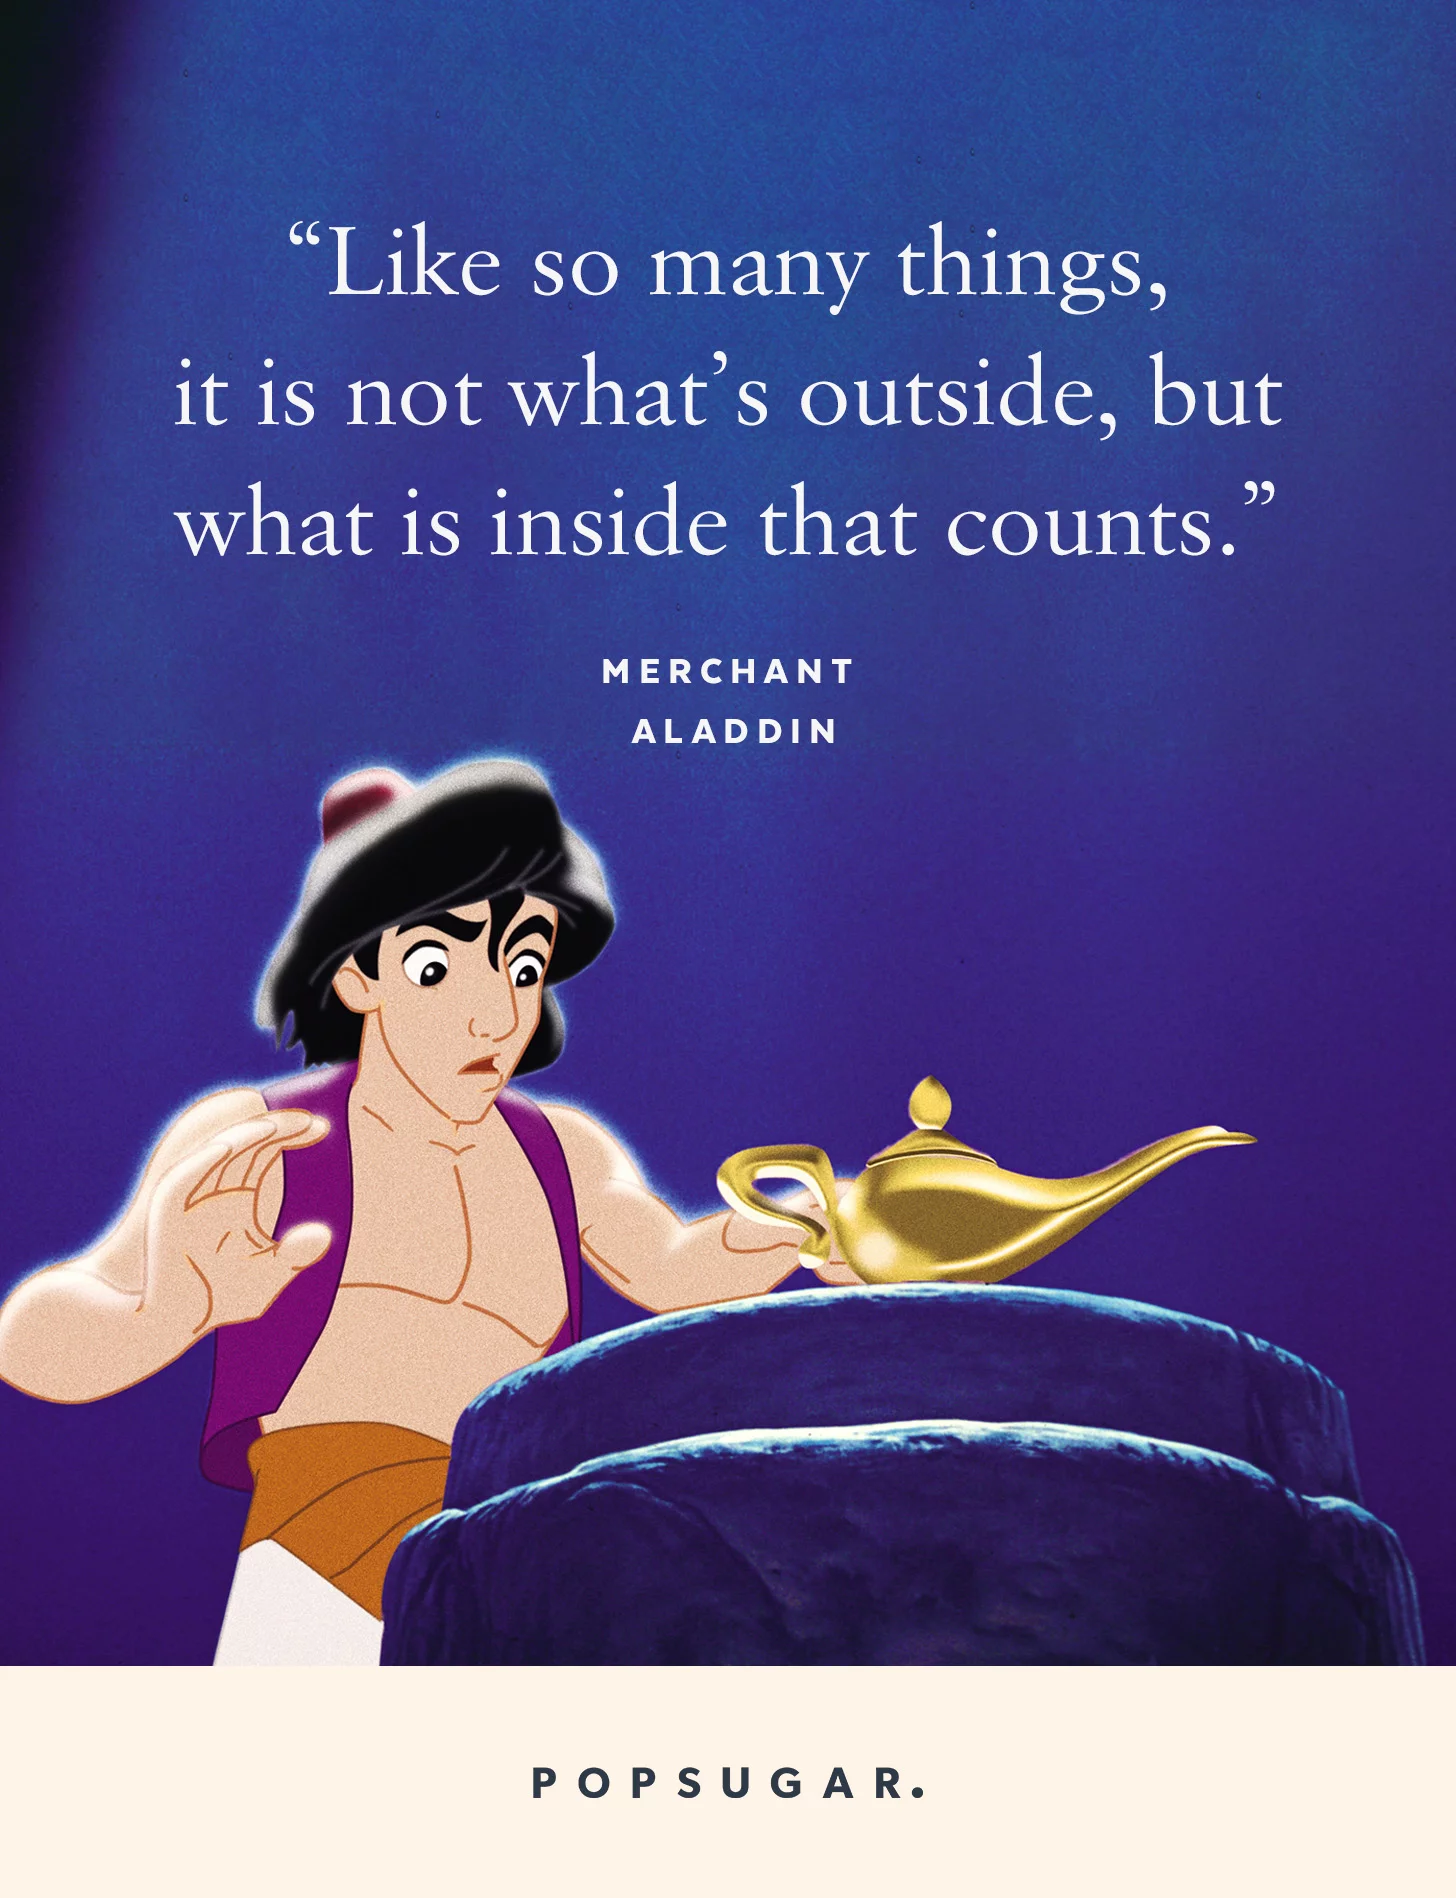 “Like so many things,
it is not what’s outside, but
what is inside that counts.”
MERCHANT
ALADDIN
POPSUGAR.